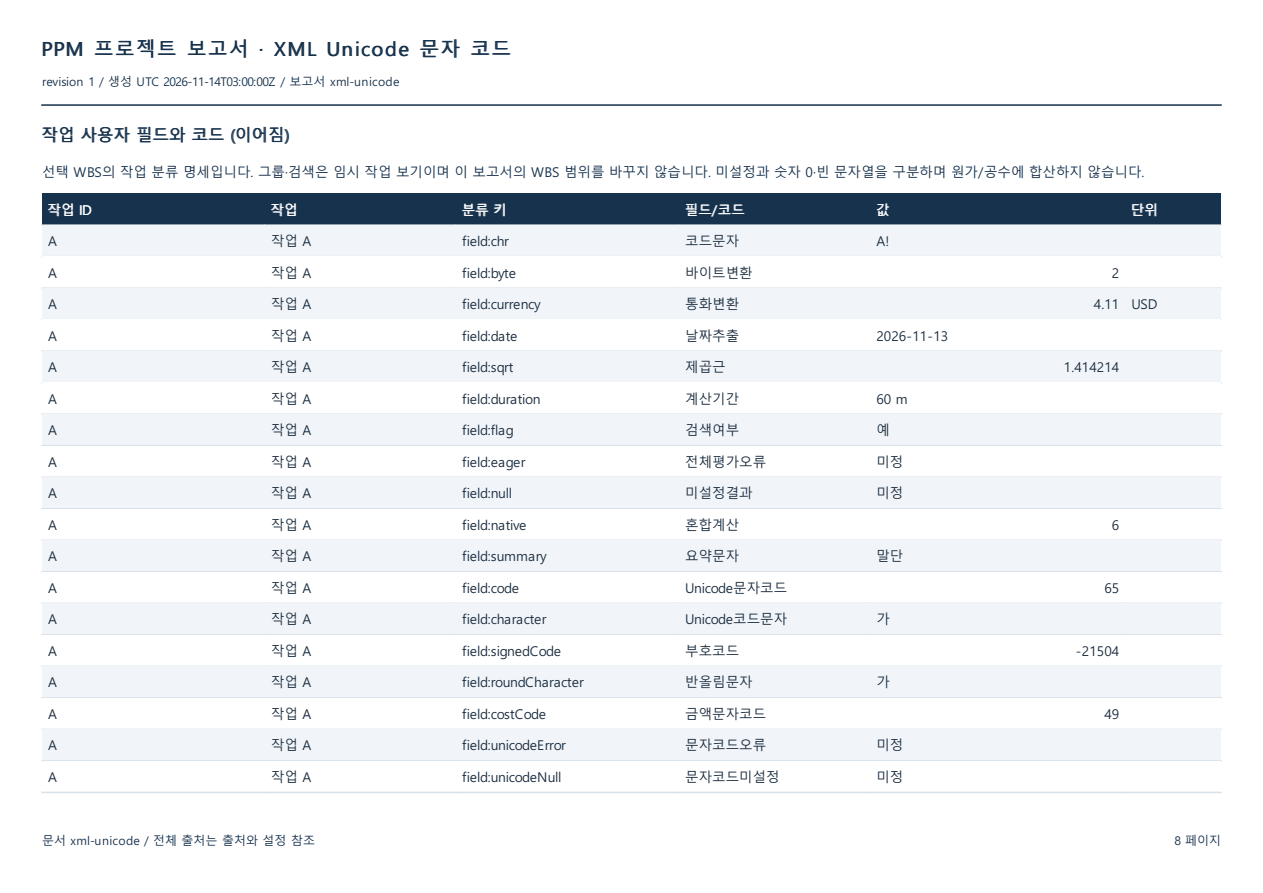 PPM 프로젝트 보고서 · XML Unicode 문자 코드
revision 1 / 생성 UTC 2026-11-14T03:00:00Z / 보고서 xml-unicode
작업 사용자 필드와 코드 (이어짐)
선택 WBS의 작업 분류 명세입니다. 그룹·검색은 임시 작업 보기이며 이 보고서의 WBS 범위를 바꾸지 않습니다. 미설정과 숫자 0·빈 문자열을 구분하며 원가/공수에 합산하지 않습니다.
작업 ID 작업 분류 키 필드/코드 값 단위
A 작업 A field:chr 코드문자 A!
A 작업 A field:byte 바이트변환 2
A 작업 A field:currency 통화변환 4.11 USD
A 작업 A field:date 날짜추출 2026-11-13
A 작업 A field:sqrt 제곱근 1.414214
A 작업 A field:duration 계산기간 60 m
A 작업 A field:flag 검색여부 예
A 작업 A field:eager 전체평가오류 미정
A 작업 A field:null 미설정결과 미정
A 작업 A field:native 혼합계산 6
A 작업 A field:summary 요약문자 말단
A 작업 A field:code Unicode문자코드 65
A 작업 A field:character Unicode코드문자 가
A 작업 A field:signedCode 부호코드 -21504
A 작업 A field:roundCharacter 반올림문자 가
A 작업 A field:costCode 금액문자코드 49
A 작업 A field:unicodeError 문자코드오류 미정
A 작업 A field:unicodeNull 문자코드미설정 미정
문서 xml-unicode / 전체 출처는 출처와 설정 참조
8 페이지